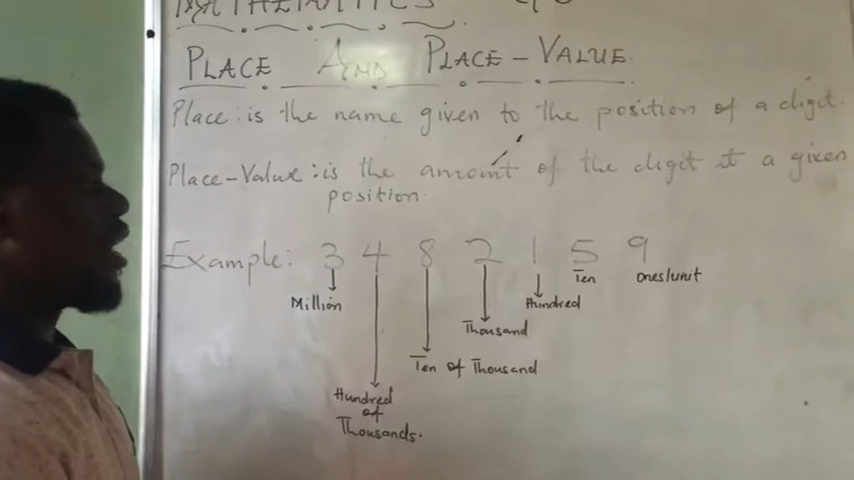 MATHEMATICS
PLACE AND PLACE-VALUE.
Place: is the name given to the position of a digit.
Place-Value: is the amount of the digit at a given
position.
Example: 3 4 8 2 1 5 9
Ten
Ones/unit
Million
Hundred
Thousand
Ten of Thousand
Hundred
of
Thousands.